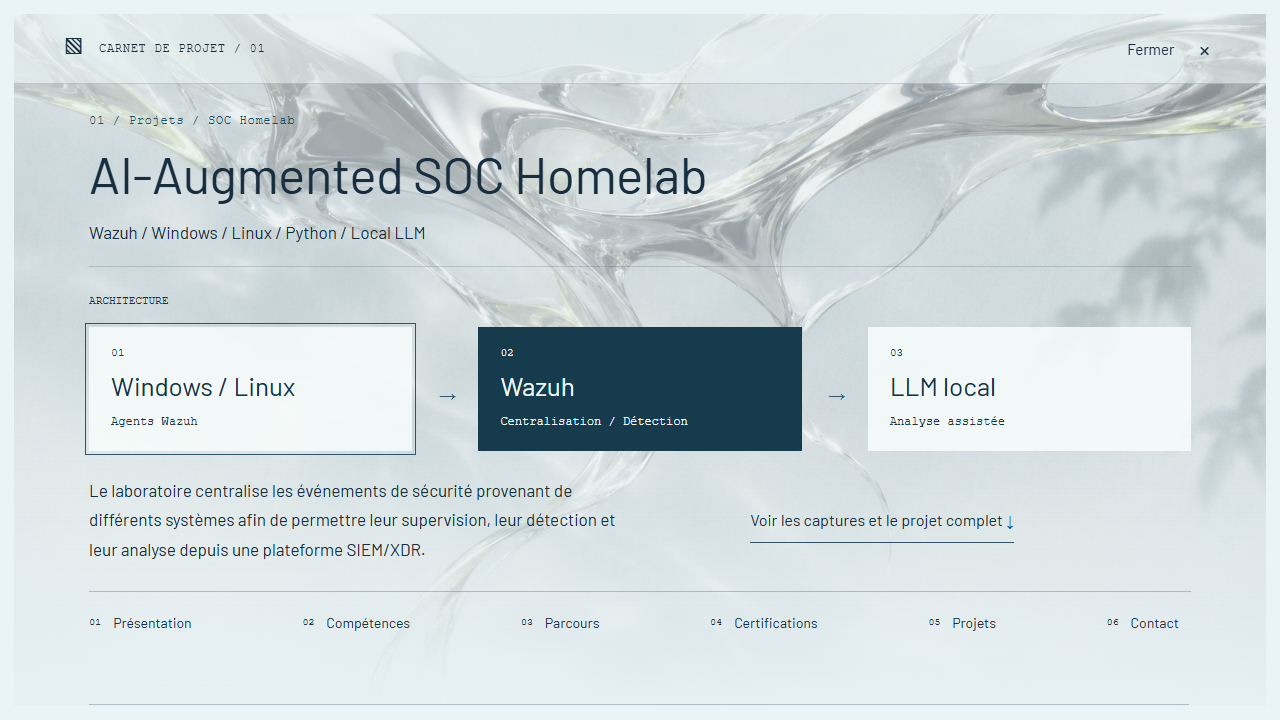 CARNET DE PROJET / 01
Fermer ×
01 / Projets / SOC Homelab
AI-Augmented SOC Homelab
Wazuh / Windows / Linux / Python / Local LLM
ARCHITECTURE
01
Windows / Linux
Agents Wazuh
→
02
Wazuh
Centralisation / Détection
→
03
LLM local
Analyse assistée
Le laboratoire centralise les événements de sécurité provenant de
différents systèmes afin de permettre leur supervision, leur détection et
leur analyse depuis une plateforme SIEM/XDR.
Voir les captures et le projet complet ↓
01 Présentation
02 Compétences
03 Parcours
04 Certifications
05 Projets
06 Contact